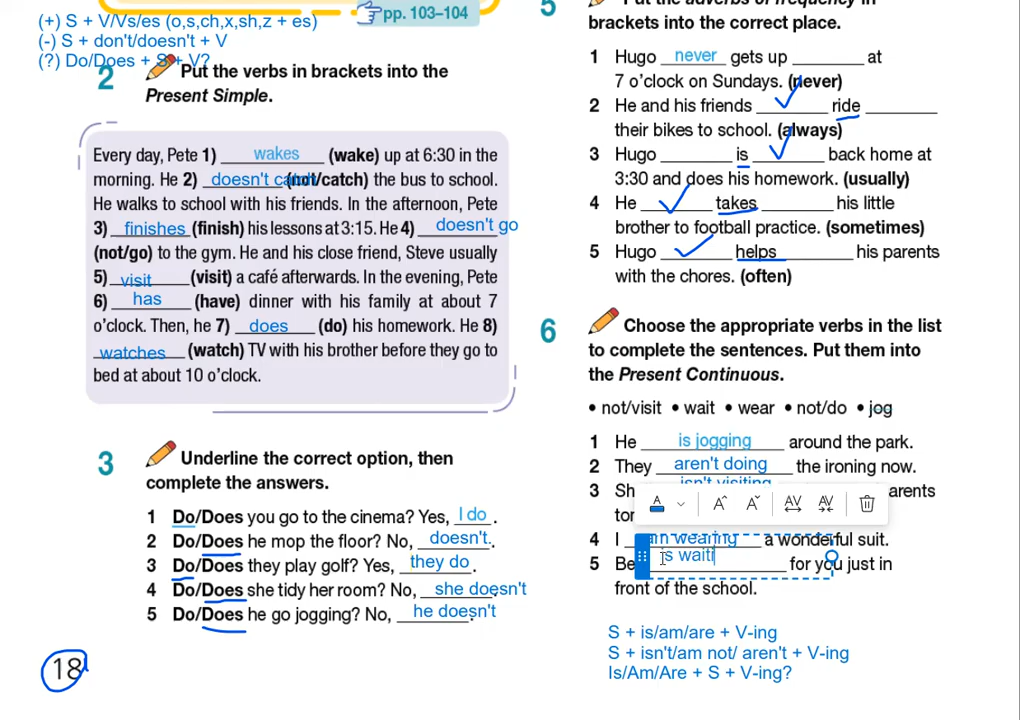 (+) S + V/Vs/es (o,s,ch,x,sh,z + es)
(-) S + don't/doesn't + V
(?) Do/Does + S + V?
pp. 103–104
2 Put the verbs in brackets into the
Present Simple.
Every day, Pete 1) wakes (wake) up at 6:30 in the
morning. He 2) doesn't catch (not/catch) the bus to school.
He walks to school with his friends. In the afternoon, Pete
3) finishes (finish) his lessons at 3:15. He 4) doesn't go
(not/go) to the gym. He and his close friend, Steve usually
5) visit (visit) a café afterwards. In the evening, Pete
6) has (have) dinner with his family at about 7
o'clock. Then, he 7) does (do) his homework. He 8)
watches (watch) TV with his brother before they go to
bed at about 10 o'clock.
3 Underline the correct option, then
complete the answers.
1 Do/Does you go to the cinema? Yes, I do.
2 Do/Does he mop the floor? No, doesn't.
3 Do/Does they play golf? Yes, they do.
4 Do/Does she tidy her room? No, she doesn't.
5 Do/Does he go jogging? No, he doesn't.
18
5
brackets into the correct place.
1 Hugo never gets up ________ at
7 o'clock on Sundays. (never)
2 He and his friends ________ ride ________
their bikes to school. (always)
3 Hugo ________ is ________ back home at
3:30 and does his homework. (usually)
4 He ________ takes ________ his little
brother to football practice. (sometimes)
5 Hugo ________ helps ________ his parents
with the chores. (often)
6 Choose the appropriate verbs in the list
to complete the sentences. Put them into
the Present Continuous.
• not/visit • wait • wear • not/do • jog
1 He is jogging around the park.
2 They aren't doing the ironing now.
3 isn't visiting
4 I am wearing a wonderful suit.
5 is waiti for you just in
front of the school.
S + is/am/are + V-ing
S + isn't/am not/ aren't + V-ing
Is/Am/Are + S + V-ing?